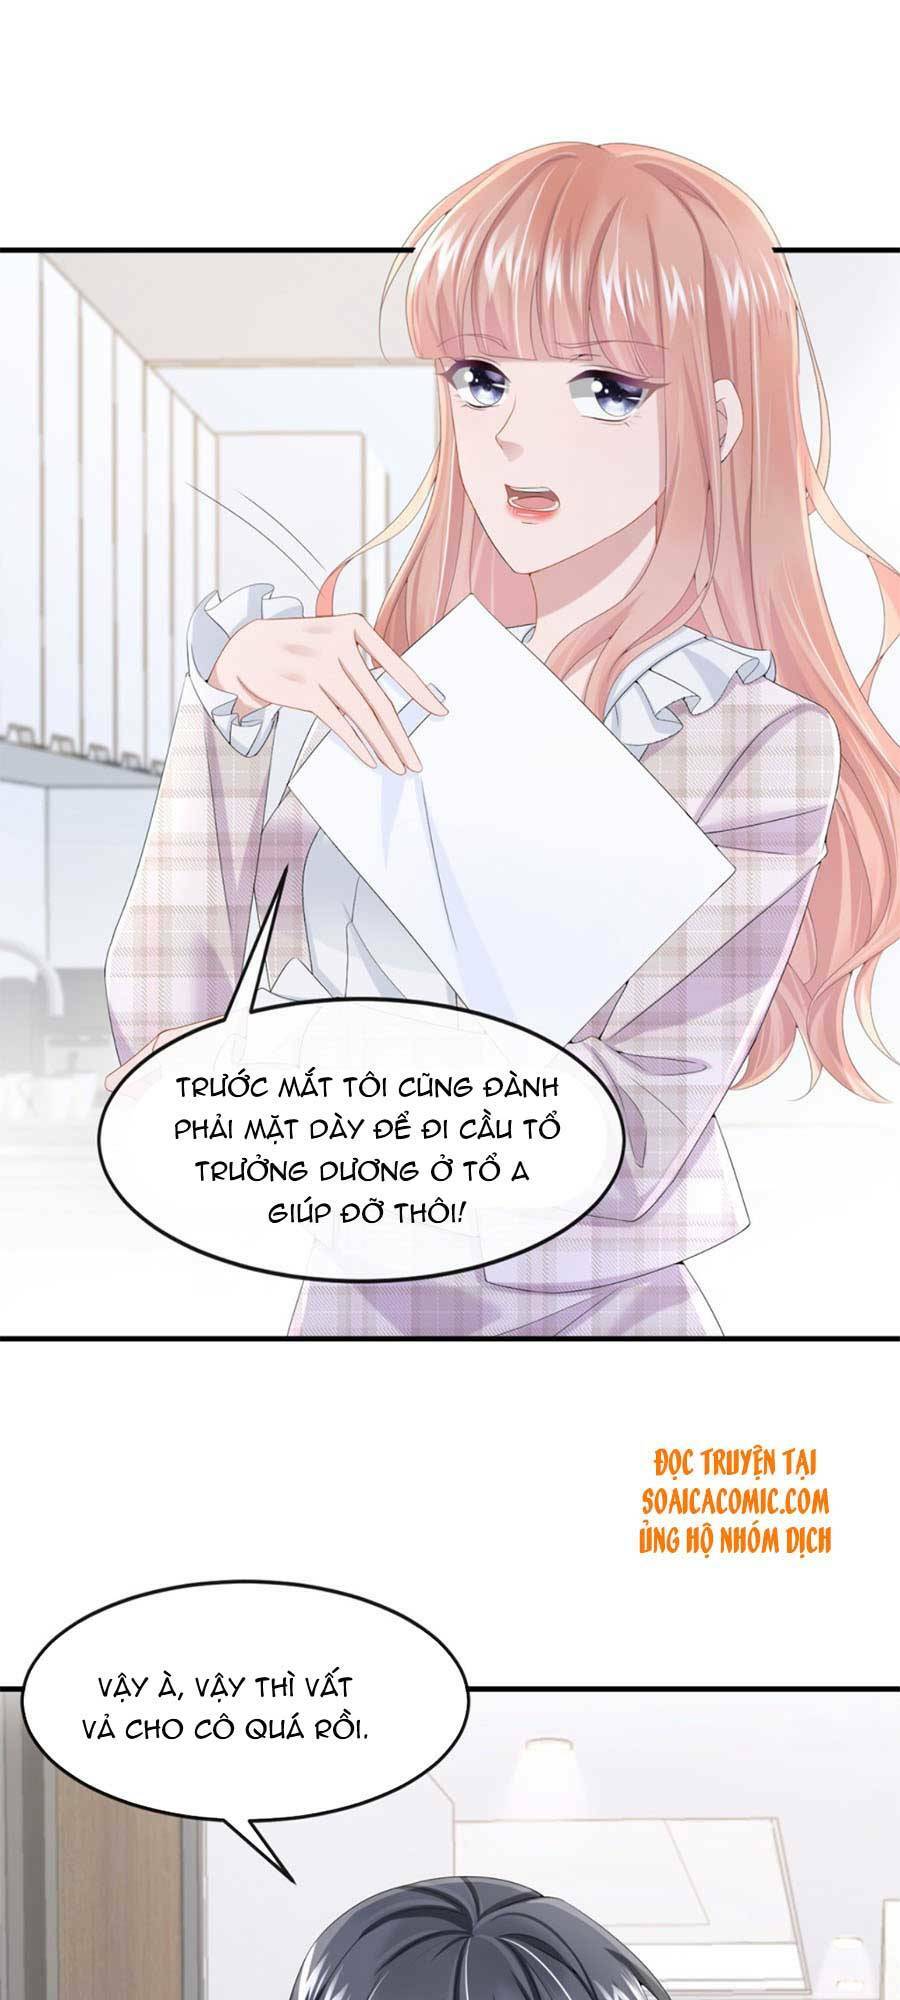 TRƯỚC MẮT TÔI CŨNG ĐÀNH
PHẢI MẶT DÀY ĐỂ ĐI CẦU TỔ
TRƯỞNG DƯƠNG Ở TỔ A
GIÚP ĐỠ THÔI!
ĐỌC TRUYỆN TẠI
SOAICACOMIC.COM
ỦNG HỘ NHÓM DỊCH
VẬY À, VẬY THÌ VẤT
VẢ CHO CÔ QUÁ RỒI.